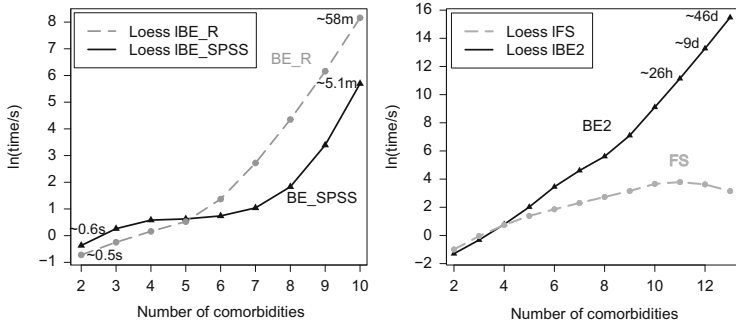 Loess lBE_R
Loess lBE_SPSS
BE_R
BE_SPSS
~58m
~5.1m
~0.6s
~0.5s
ln(time/s)
8
7
6
5
4
3
2
1
0
−1
2 3 4 5 6 7 8 9 10
Number of comorbidities
Loess lFS
Loess lBE2
~46d
~9d
~26h
BE2
FS
ln(time/s)
16
14
12
10
8
6
4
2
0
−2
2 4 6 8 10 12
Number of comorbidities